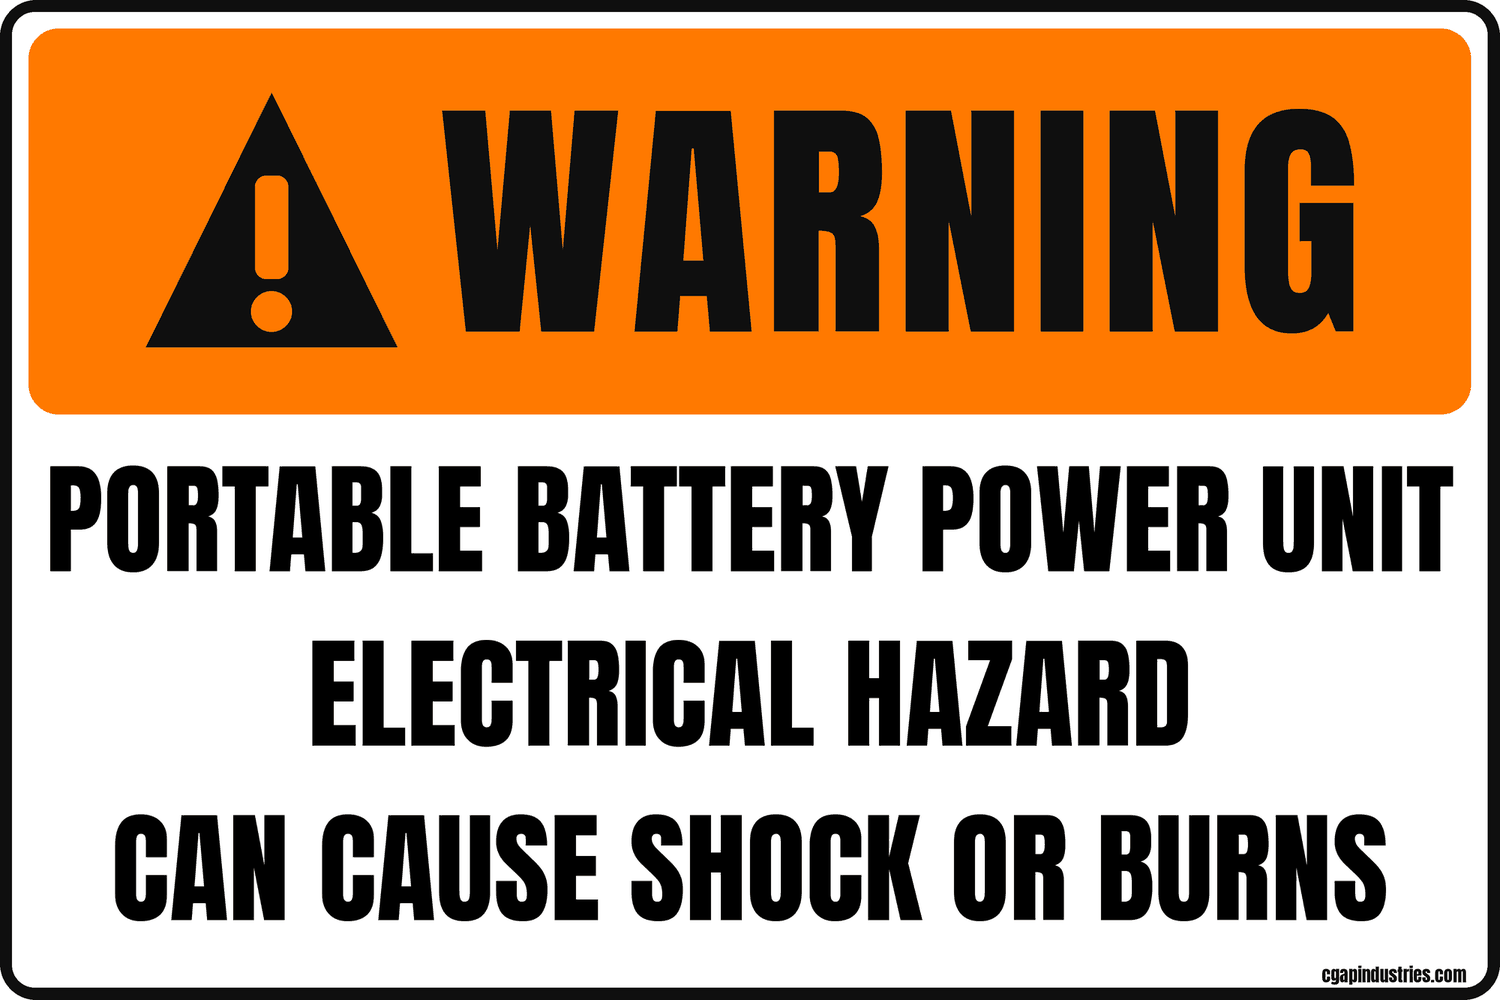 WARNING
PORTABLE BATTERY POWER UNIT
ELECTRICAL HAZARD
CAN CAUSE SHOCK OR BURNS
cgapindustries.com